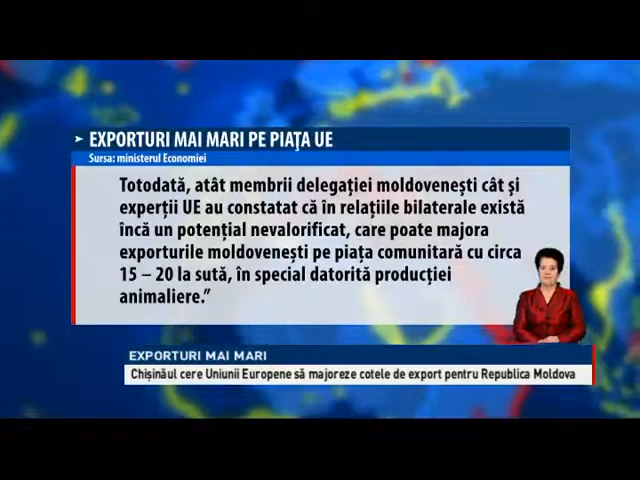 EXPORTURI MAI MARI PE PIAŢA UE
Sursa: ministerul Economiei
Totodată, atât membrii delegației moldovenești cât și
experții UE au constatat că în relațiile bilaterale există
încă un potențial nevalorificat, care poate majora
exporturile moldovenești pe piața comunitară cu circa
15 – 20 la sută, în special datorită producției
animaliere.”
EXPORTURI MAI MARI
Chișinăul cere Uniunii Europene să majoreze cotele de export pentru Republica Moldova